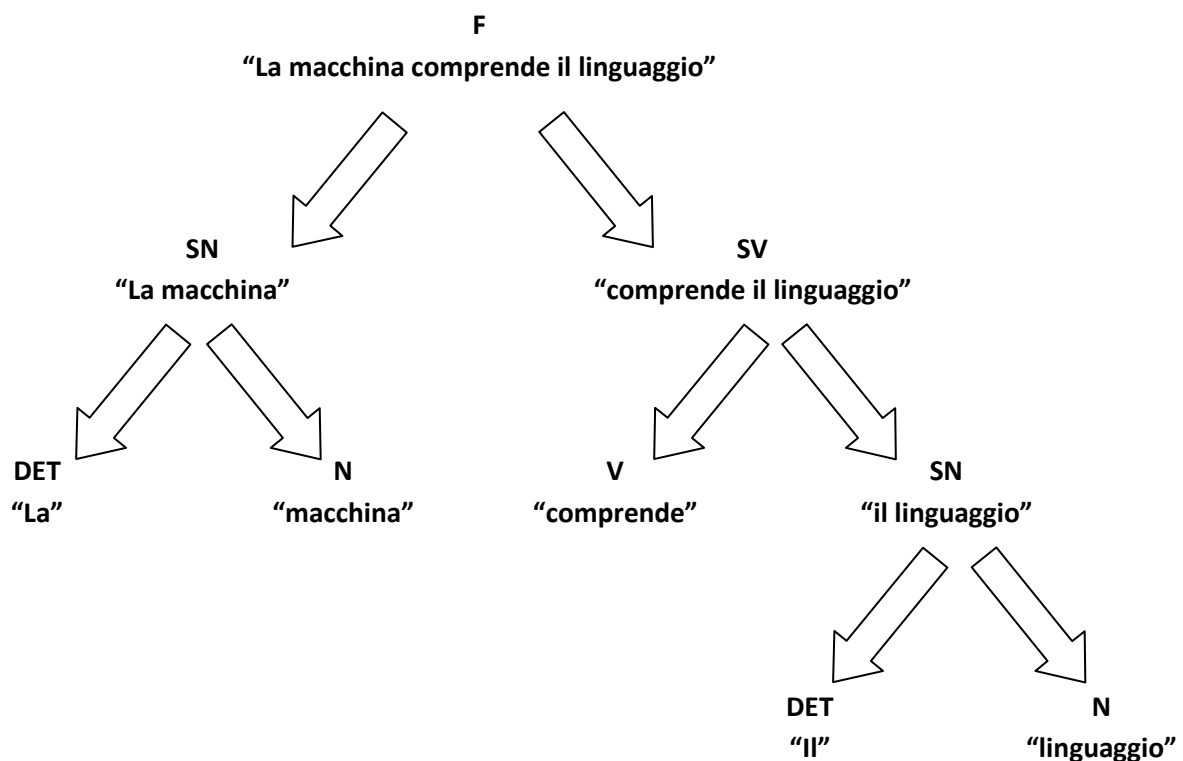 F
“La macchina comprende il linguaggio”
SN
“La macchina”
SV
“comprende il linguaggio”
DET
“La”
N
“macchina”
V
“comprende”
SN
“il linguaggio”
DET
“Il”
N
“linguaggio”